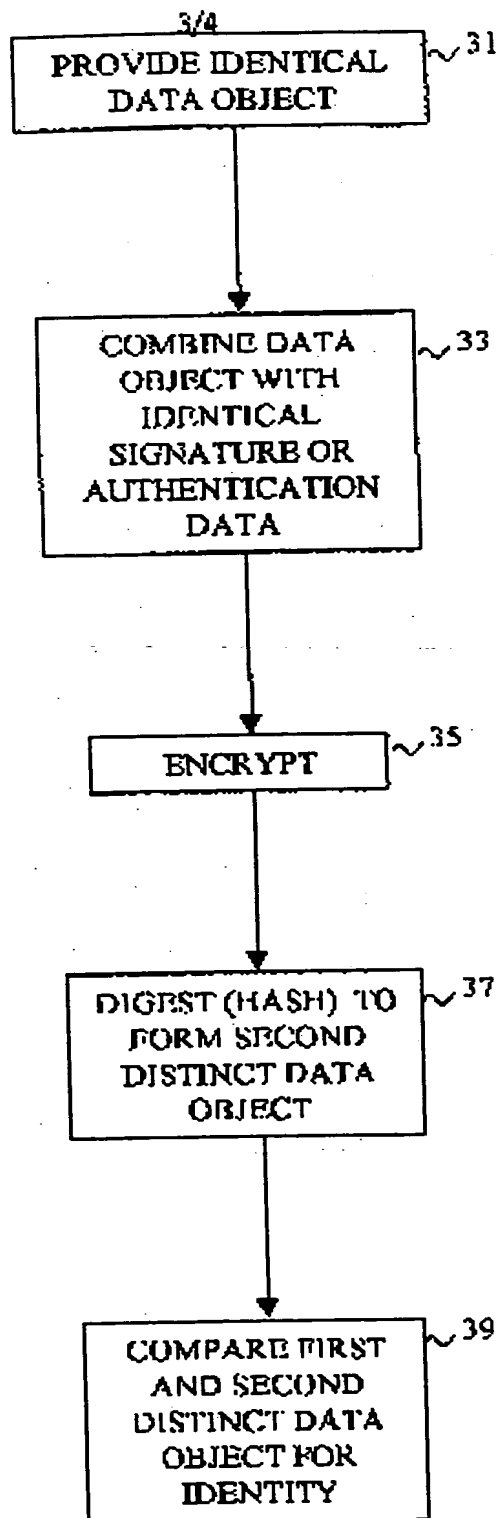 3/4
PROVIDE IDENTICAL
DATA OBJECT
31
COMBINE DATA
OBJECT WITH
IDENTICAL
SIGNATURE OR
AUTHENTICATION
DATA
33
ENCRYPT
35
DIGEST (HASH) TO
FORM SECOND
DISTINCT DATA
OBJECT
37
COMPARE FIRST
AND SECOND
DISTINCT DATA
OBJECT FOR
IDENTITY
39